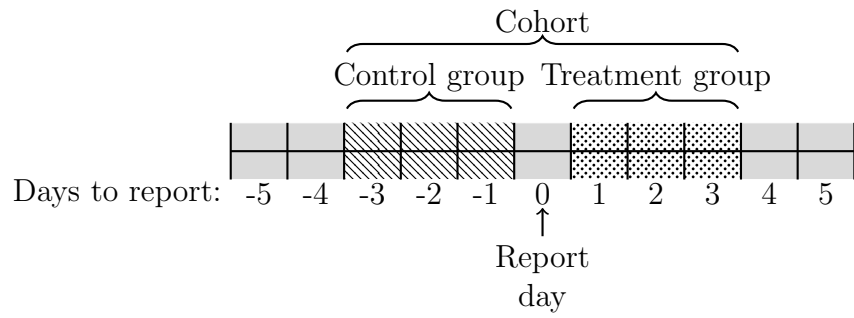 Cohort
Control group Treatment group
Days to report: -5 -4 -3 -2 -1 0 1 2 3 4 5
Report
day